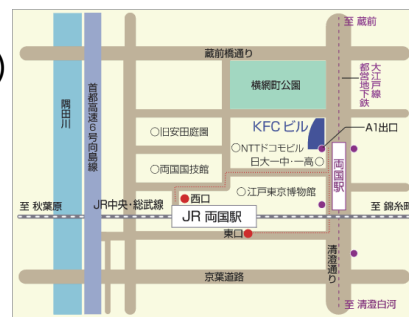 )
至 蔵前
蔵前橋通り
大江戸線
都営地下鉄
横網町公園
隅田川
首都高速6号向島線
KFC ビル
A1出口
○旧安田庭園
○NTTドコモビル
日大一中・一高○
○両国国技館
両国駅
○江戸東京博物館
西口
至 秋葉原
JR中央・総武線
至 錦糸町
JR 両国駅
東口
清澄通り
京葉道路
至 清澄白河